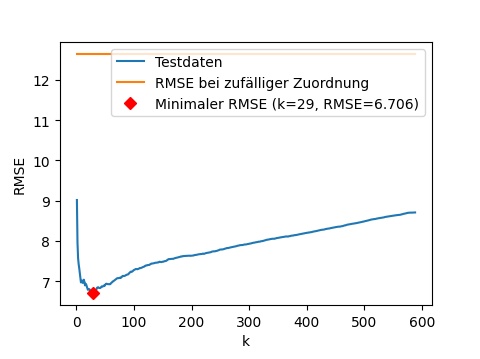 Testdaten
RMSE bei zufälliger Zuordnung
Minimaler RMSE (k=29, RMSE=6.706)
RMSE
12
11
10
9
8
7
0 100 200 300 400 500 600
k